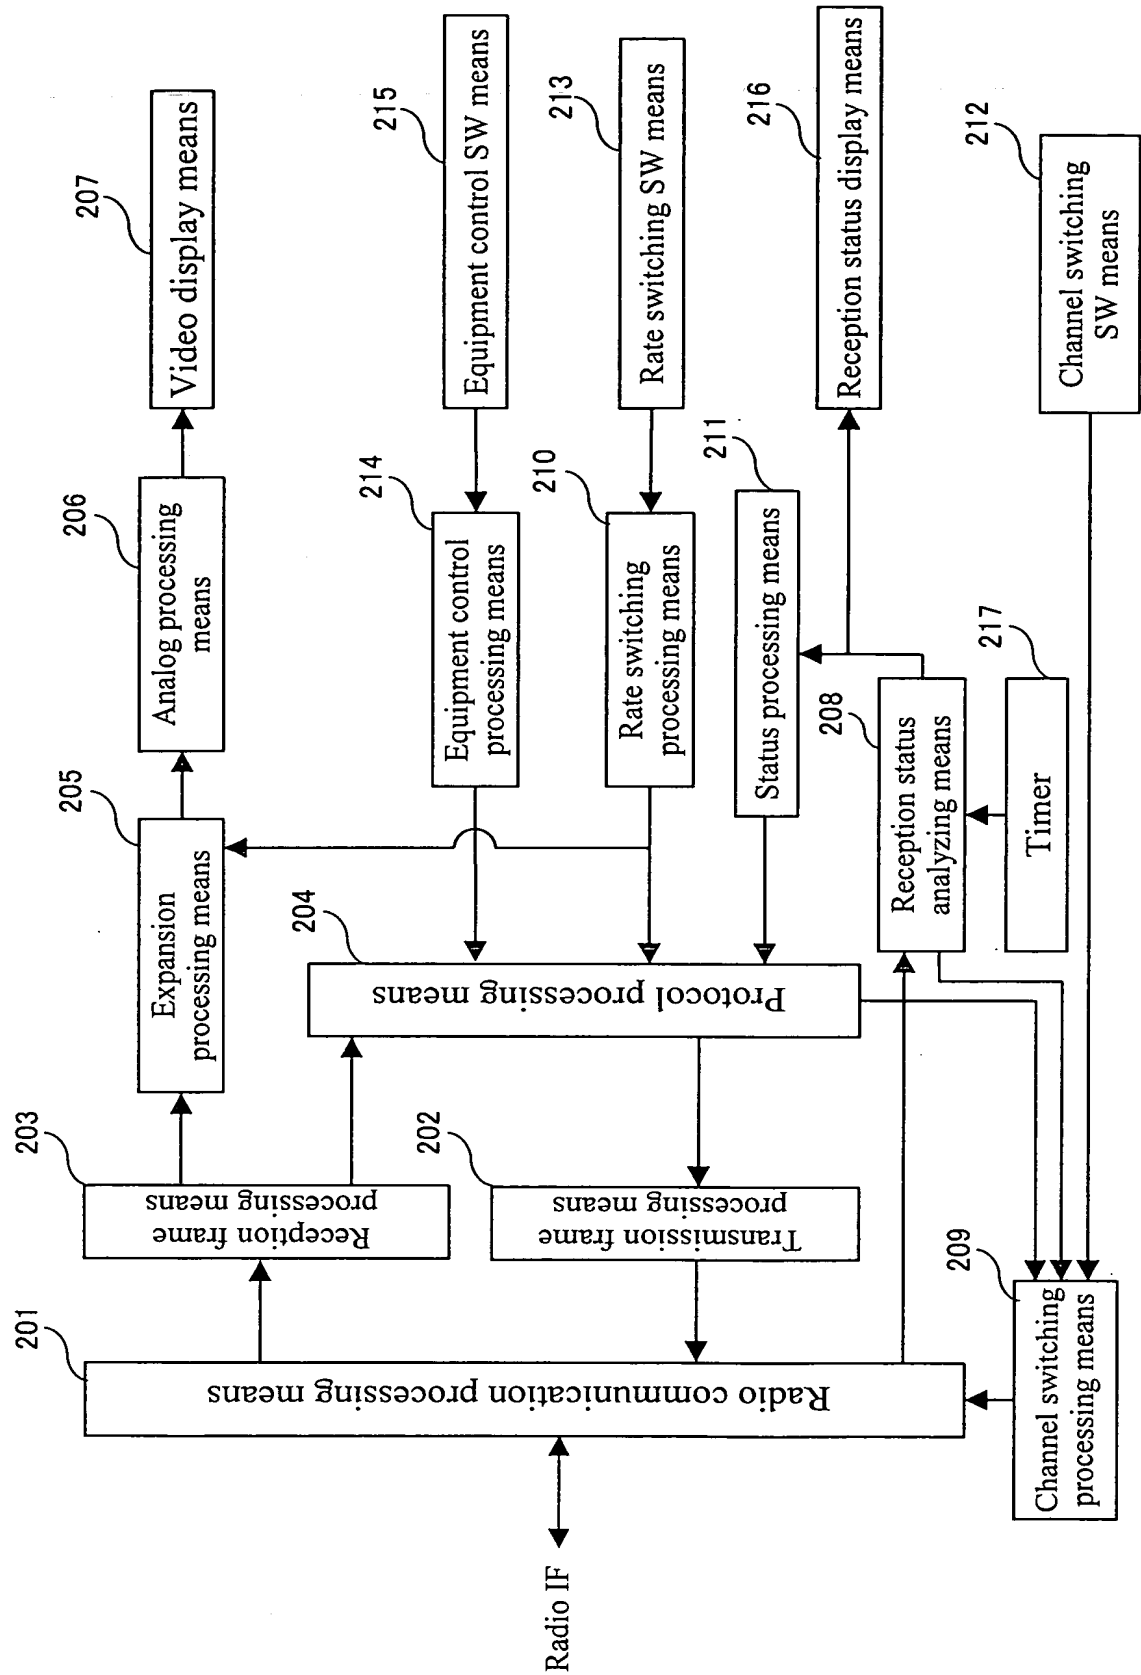 207
Video display means
206
Analog processing
means
205
Expansion
processing means
203
Reception frame
processing means
201
Radio communication processing means
Radio IF
215
Equipment control SW means
214
Equipment control
processing means
204
Protocol processing means
202
Transmission frame
processing means
213
Rate switching SW means
210
Rate switching
processing means
211
Status processing means
216
Reception status display means
208
Reception status
analyzing means
217
Timer
212
Channel switching
SW means
209
Channel switching
processing means